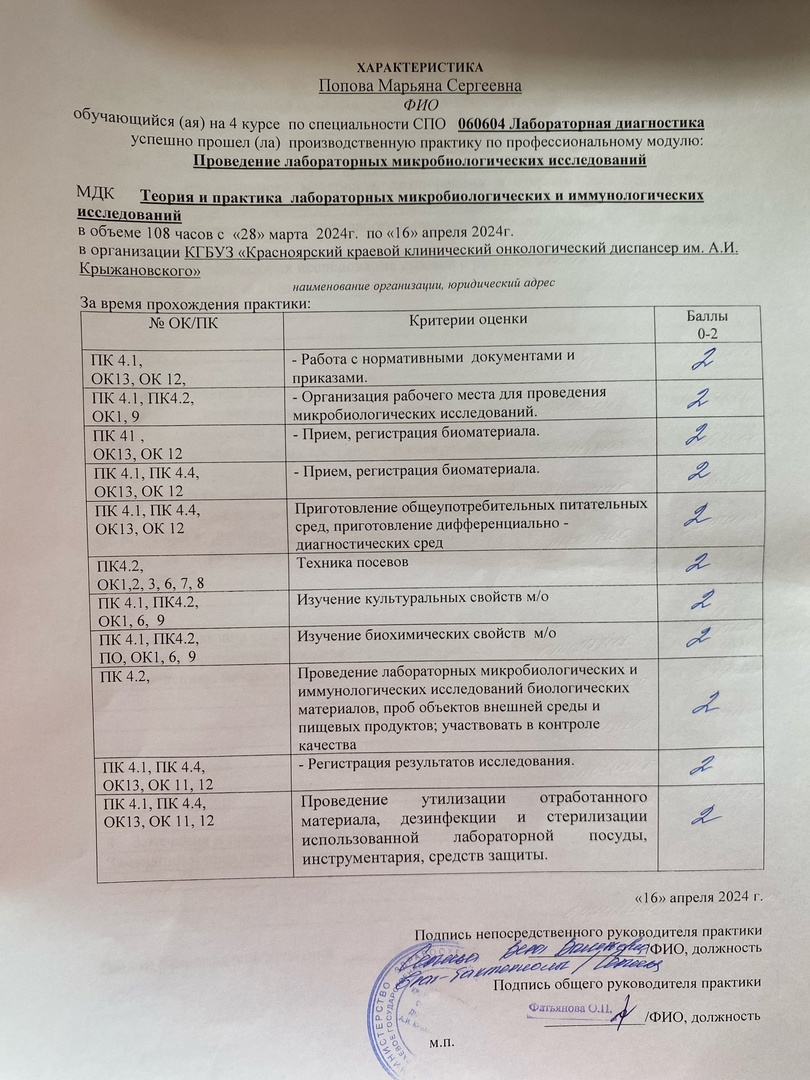 ХАРАКТЕРИСТИКА
Попова Марьяна Сергеевна
ФИО
обучающийся (ая) на 4 курсе по специальности СПО 060604 Лабораторная диагностика
успешно прошел (ла) производственную практику по профессиональному модулю:
Проведение лабораторных микробиологических исследований
МДК Теория и практика лабораторных микробиологических и иммунологических
исследований
в объеме 108 часов с «28» марта 2024г. по «16» апреля 2024г.
в организации КГБУЗ «Красноярский краевой клинический онкологический диспансер им. А.И.
Крыжановского»
наименование организации, юридический адрес
За время прохождения практики:
№ ОК/ПК Критерии оценки Баллы
0-2
ПК 4.1, - Работа с нормативными документами и 2
ОК13, ОК 12, приказами.
ПК 4.1, ПК4.2, - Организация рабочего места для проведения 2
ОК1, 9 микробиологических исследований.
ПК 41 , - Прием, регистрация биоматериала. 2
ОК13, ОК 12
ПК 4.1, ПК 4.4, - Прием, регистрация биоматериала. 2
ОК13, ОК 12
ПК 4.1, ПК 4.4, Приготовление общеупотребительных питательных 2
ОК13, ОК 12 сред, приготовление дифференциально -
диагностических сред
ПК4.2, Техника посевов 2
ОК1,2, 3, 6, 7, 8
ПК 4.1, ПК4.2, Изучение культуральных свойств м/о 2
ОК1, 6, 9
ПК 4.1, ПК4.2, Изучение биохимических свойств м/о 2
ПО, ОК1, 6, 9
ПК 4.2, Проведение лабораторных микробиологических и
иммунологических исследований биологических
материалов, проб объектов внешней среды и 2
пищевых продуктов; участвовать в контроле
качества
ПК 4.1, ПК 4.4, - Регистрация результатов исследования. 2
ОК13, ОК 11, 12
ПК 4.1, ПК 4.4, Проведение утилизации отработанного 2
ОК13, ОК 11, 12 материала, дезинфекции и стерилизации
использованной лабораторной посуды,
инструментария, средств защиты.
«16» апреля 2024 г.
Подпись непосредственного руководителя практики
Вера /ФИО, должность
Подпись общего руководителя практики
Фатьянова О.П. /ФИО, должность
м.п.